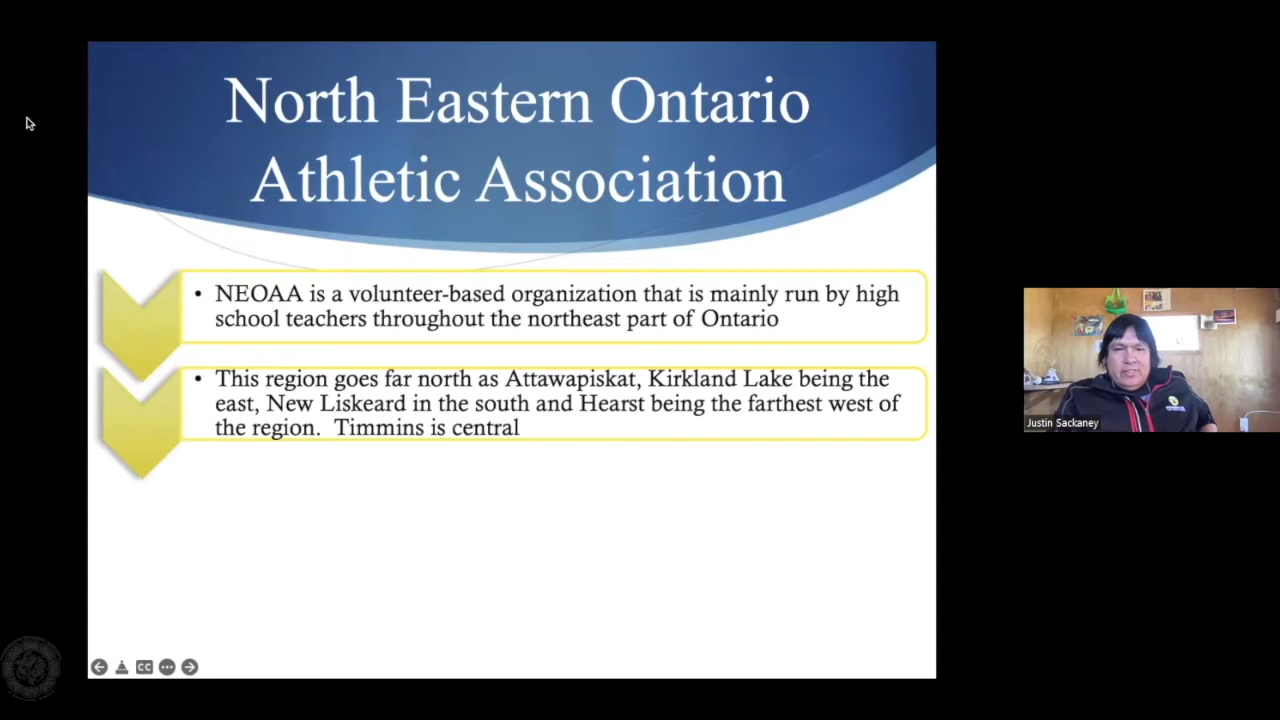 North Eastern Ontario
Athletic Association
• NEOAA is a volunteer-based organization that is mainly run by high
school teachers throughout the northeast part of Ontario
• This region goes far north as Attawapiskat, Kirkland Lake being the
east, New Liskeard in the south and Hearst being the farthest west of
the region.  Timmins is central
CC
Justin Sackaney